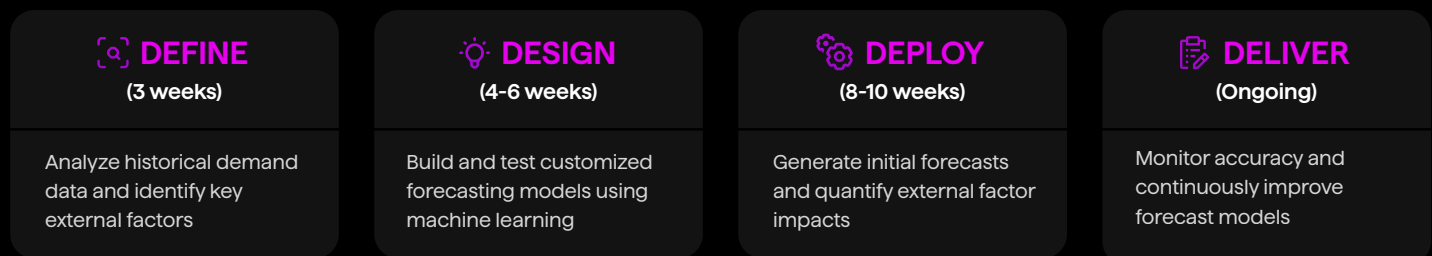 DEFINE
(3 weeks)
Analyze historical demand
data and identify key
external factors
DESIGN
(4-6 weeks)
Build and test customized
forecasting models using
machine learning
DEPLOY
(8-10 weeks)
Generate initial forecasts
and quantify external factor
impacts
DELIVER
(Ongoing)
Monitor accuracy and
continuously improve
forecast models